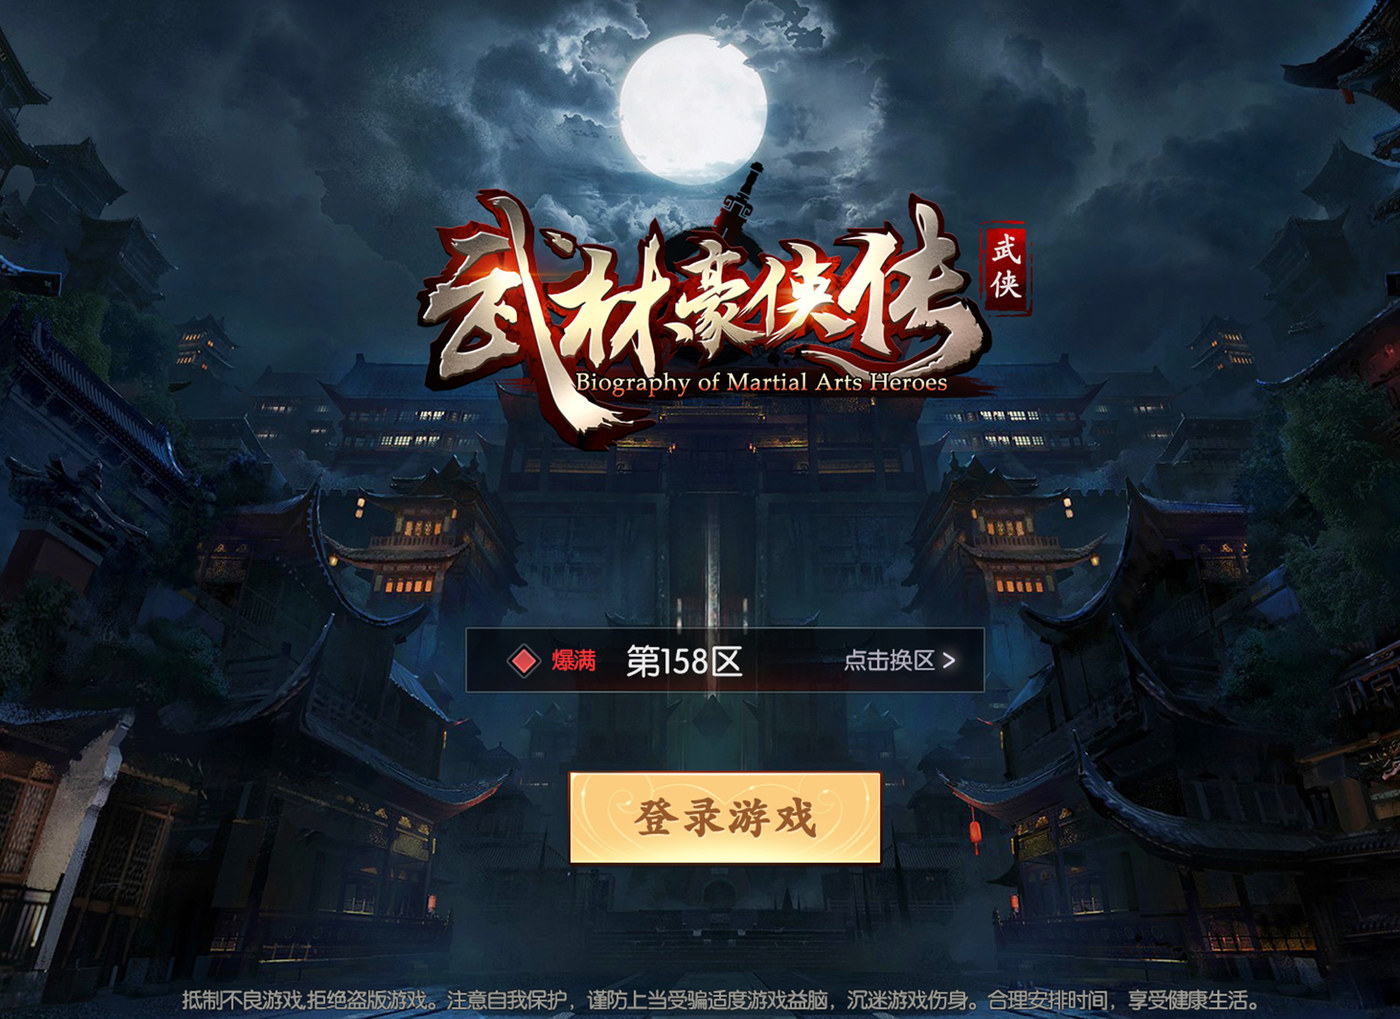 武林豪侠传
武侠
Biography of Martial Arts Heroes
爆满 第158区 点击换区 >
登录游戏
抵制不良游戏,拒绝盗版游戏。注意自我保护，谨防上当受骗适度游戏益脑，沉迷游戏伤身。合理安排时间，享受健康生活。